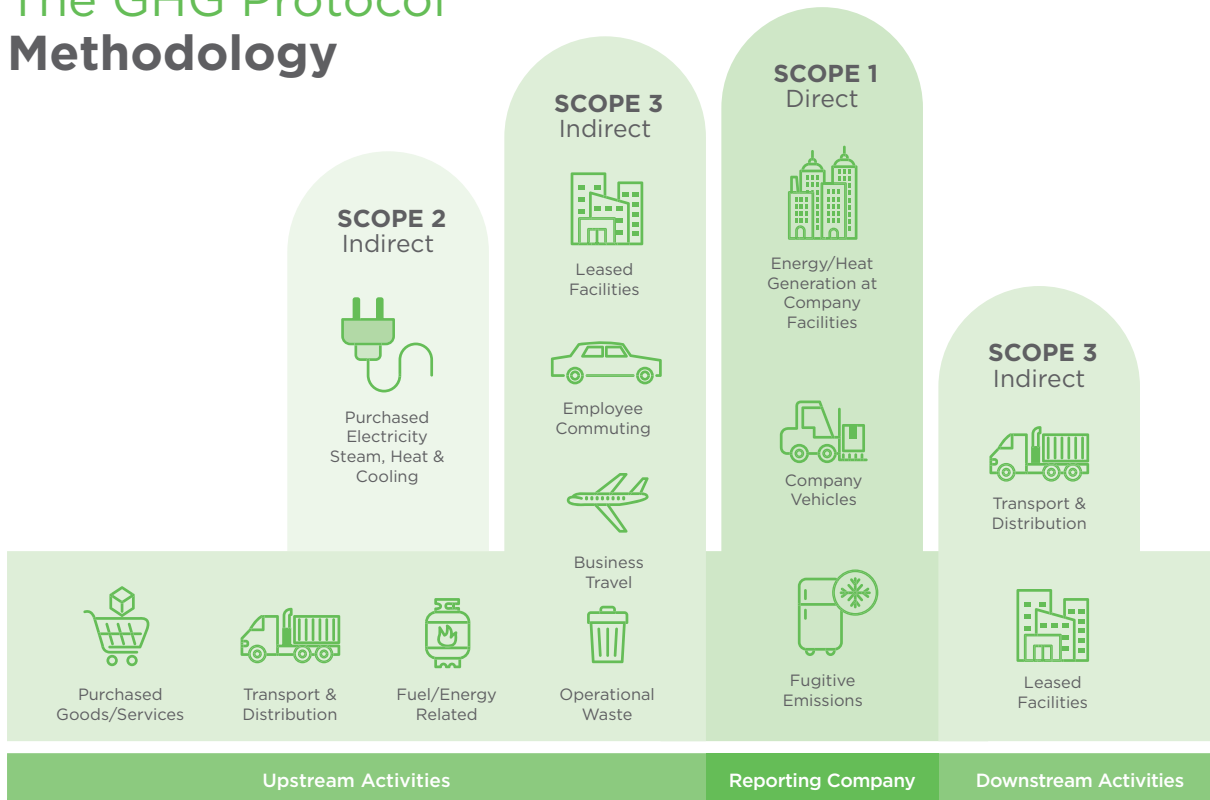 The GHG Protocol
Methodology
SCOPE 2
Indirect
Purchased
Electricity
Steam, Heat &
Cooling
SCOPE 3
Indirect
Leased
Facilities
Employee
Commuting
Business
Travel
SCOPE 1
Direct
Energy/Heat
Generation at
Company
Facilities
Company
Vehicles
SCOPE 3
Indirect
Transport &
Distribution
Purchased
Goods/Services
Transport &
Distribution
Fuel/Energy
Related
Operational
Waste
Fugitive
Emissions
Leased
Facilities
Upstream Activities
Reporting Company
Downstream Activities